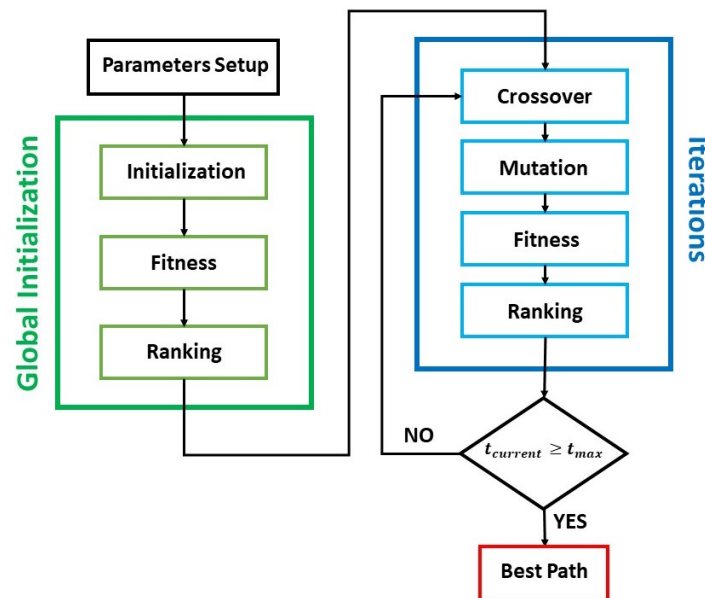 Parameters Setup
Global Initialization
Initialization
Fitness
Ranking
Iterations
Crossover
Mutation
Fitness
Ranking
t_current ≥ t_max
NO
YES
Best Path